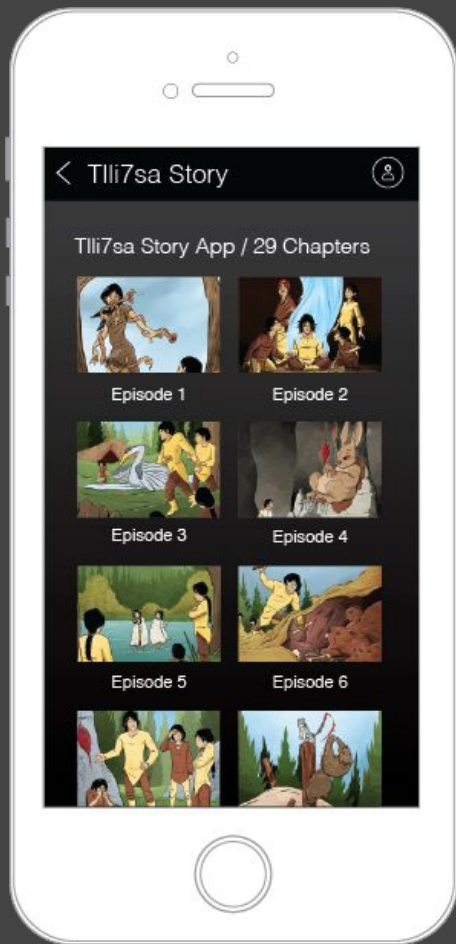 Tlli7sa Story
Tlli7sa Story App / 29 Chapters
Episode 1
Episode 2
Episode 3
Episode 4
Episode 5
Episode 6